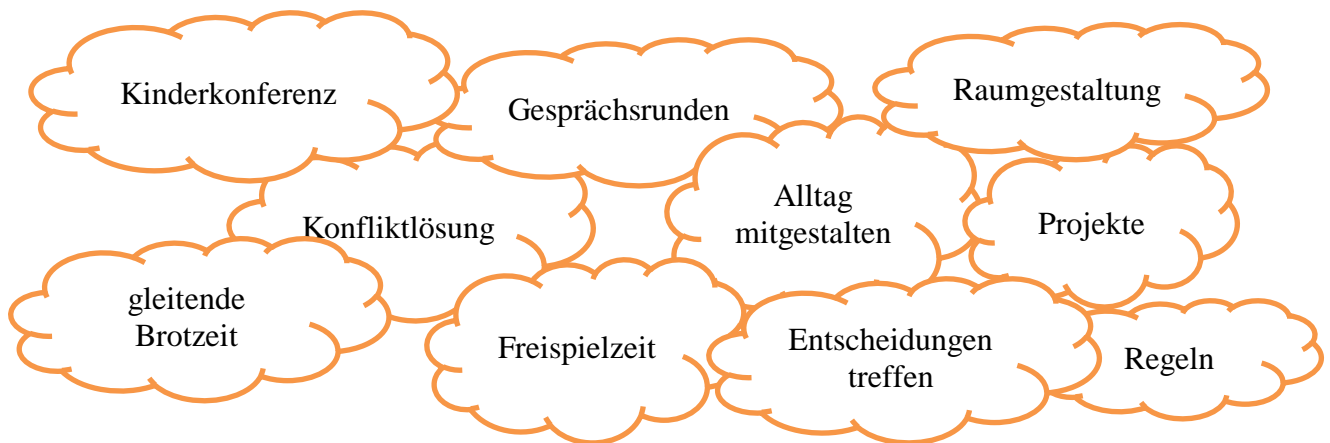 Kinderkonferenz
Gesprächsrunden
Raumgestaltung
Konfliktlösung
Alltag
mitgestalten
Projekte
gleitende
Brotzeit
Freispielzeit
Entscheidungen
treffen
Regeln